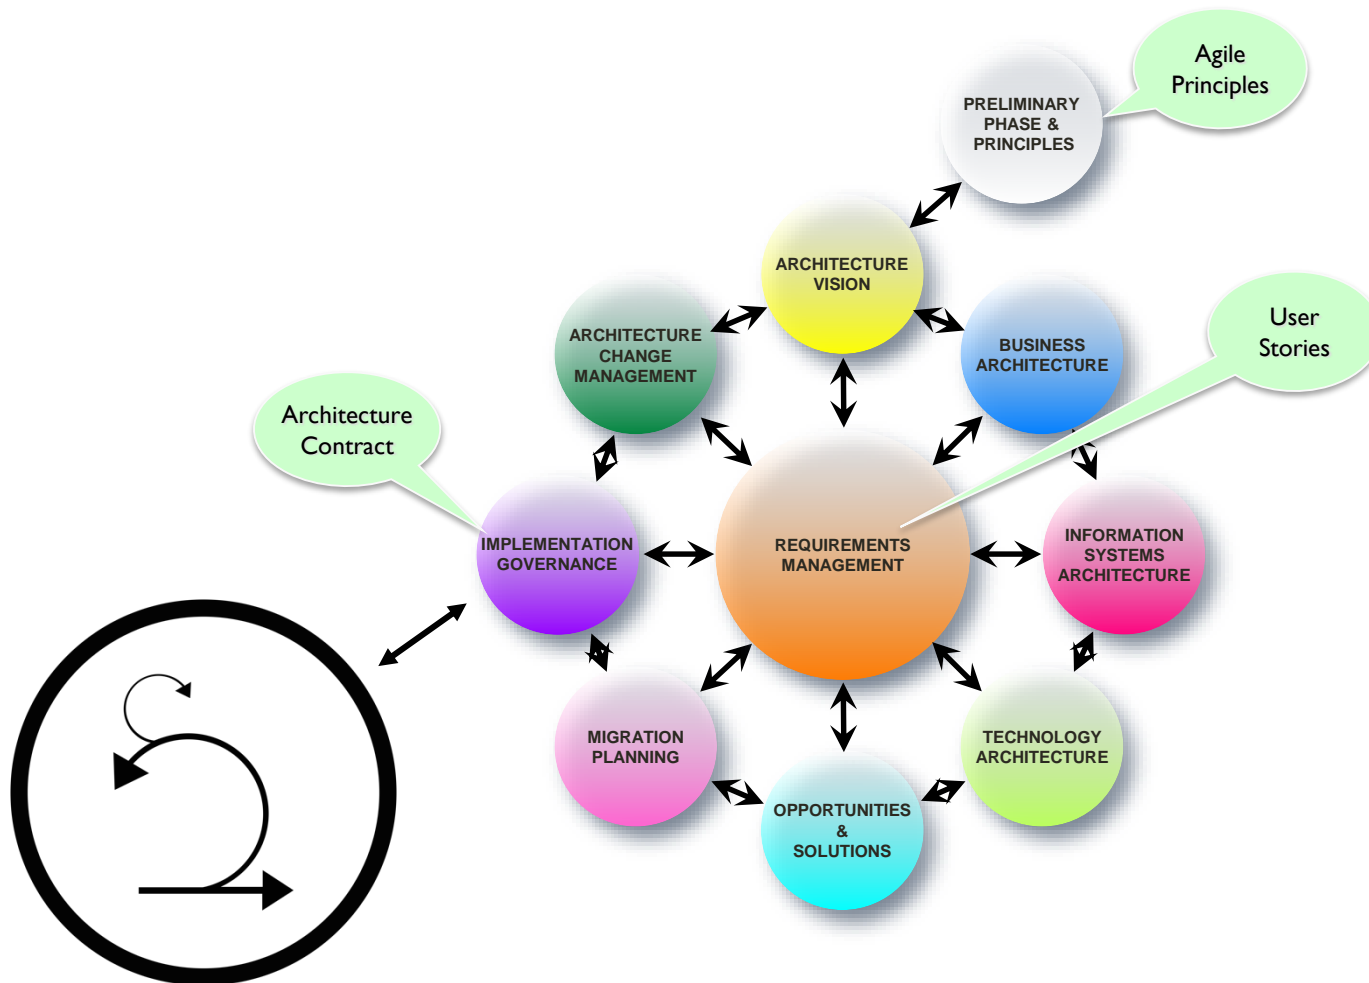 Agile
Principles
PRELIMINARY
PHASE &
PRINCIPLES
ARCHITECTURE
VISION
User
Stories
ARCHITECTURE
CHANGE
MANAGEMENT
BUSINESS
ARCHITECTURE
Architecture
Contract
IMPLEMENTATION
GOVERNANCE
REQUIREMENTS
MANAGEMENT
INFORMATION
SYSTEMS
ARCHITECTURE
MIGRATION
PLANNING
TECHNOLOGY
ARCHITECTURE
OPPORTUNITIES
&
SOLUTIONS